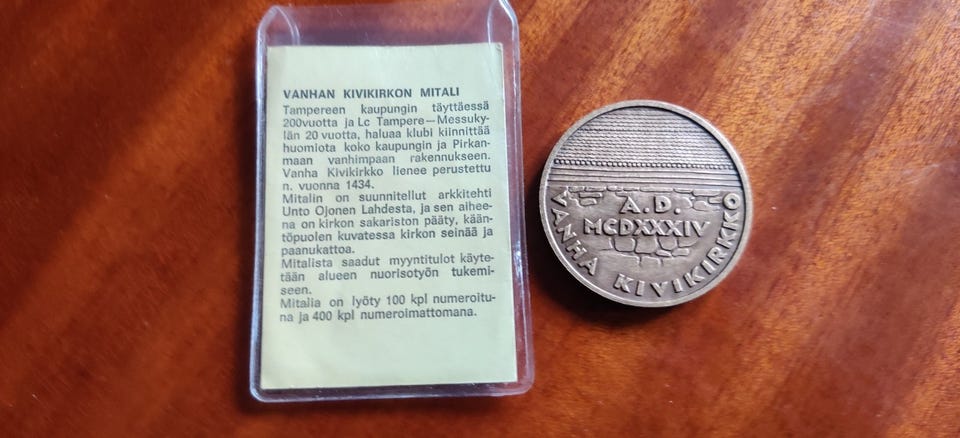 VANHAN KIVIKIRKON MITALI
Tampereen kaupungin täyttäessä
200vuotta ja Lc Tampere—Messuky-
län 20 vuotta, haluaa klubi kiinnittää
huomiota koko kaupungin ja Pirkan-
maan vanhimpaan rakennukseen.
Vanha Kivikirkko lienee perustettu
n. vuonna 1434.
Mitalin on suunnitellut arkkitehti
Unto Ojonen Lahdesta, ja sen aihee-
na on kirkon sakariston pääty, kään-
töpuolen kuvatessa kirkon seinää ja
paanukattoa.
Mitalista saadut myyntitulot käyte-
tään alueen nuorisotyön tukemi-
seen.
Mitalia on lyöty 100 kpl numeroitu-
na ja 400 kpl numeroimattomana.
A.D.
MCDXXXIV
VANHA KIVIKIRKKO